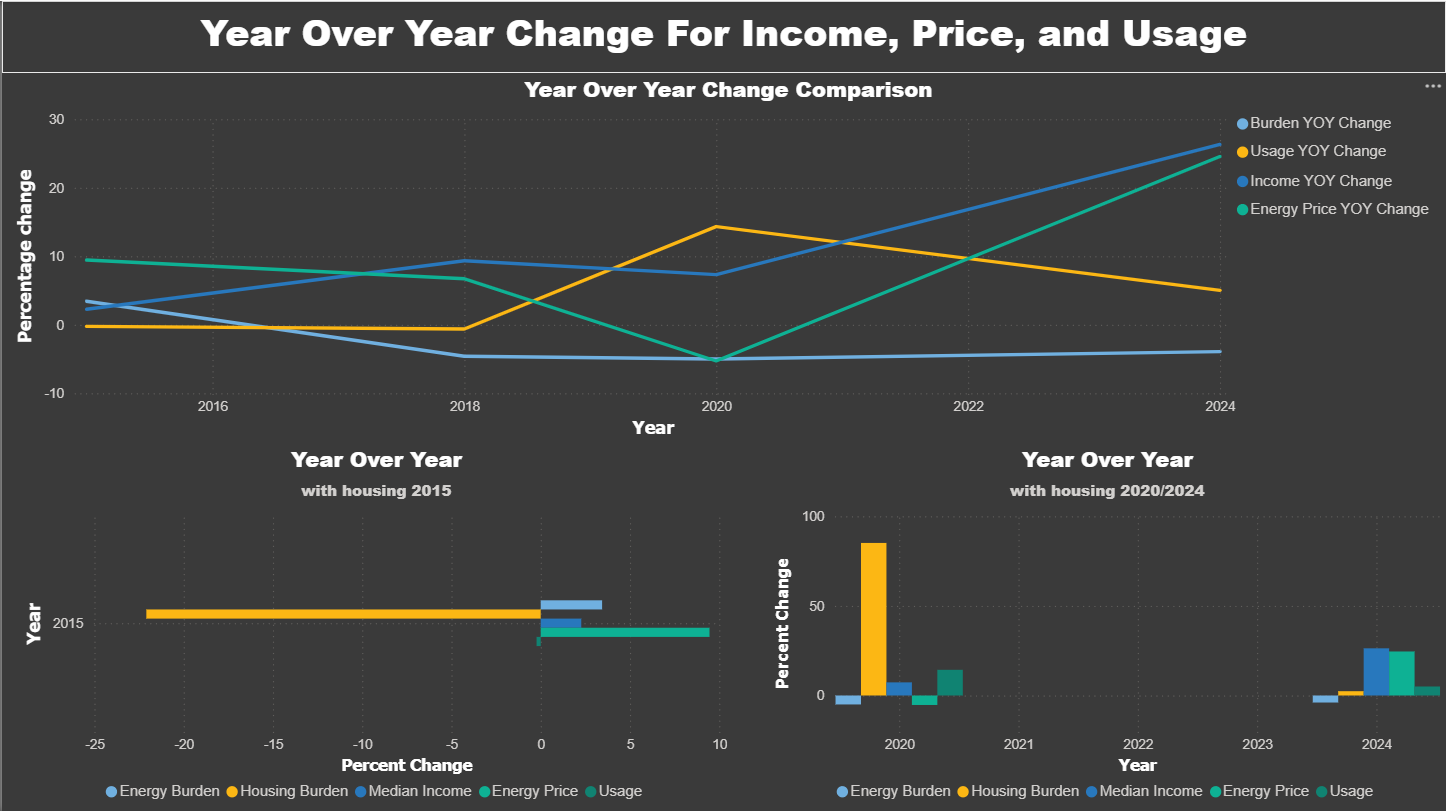 Year Over Year Change For Income, Price, and Usage
Year Over Year Change Comparison
30
20
10
0
-10
Percentage change
2016 2018 2020 2022 2024
Year
Burden YOY Change
Usage YOY Change
Income YOY Change
Energy Price YOY Change
Year Over Year
with housing 2015
Year
2015
-25 -20 -15 -10 -5 0 5 10
Percent Change
Energy Burden Housing Burden Median Income Energy Price Usage
Year Over Year
with housing 2020/2024
100
50
0
Percent Change
2020 2021 2022 2023 2024
Year
Energy Burden Housing Burden Median Income Energy Price Usage